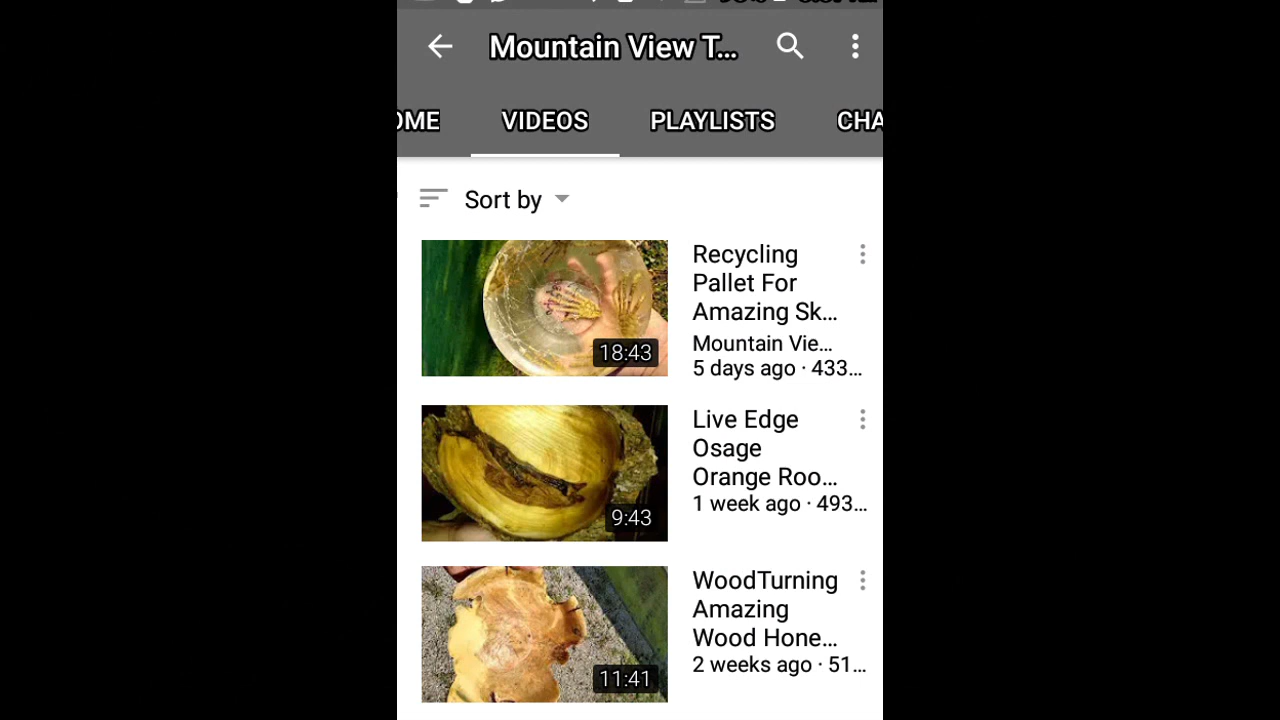 Mountain View T...
OME VIDEOS PLAYLISTS CHA
Sort by
Recycling
Pallet For
Amazing Sk...
Mountain Vie...
5 days ago · 433...
18:43
Live Edge
Osage
Orange Roo...
1 week ago · 493...
9:43
WoodTurning
Amazing
Wood Hone...
2 weeks ago · 51...
11:41